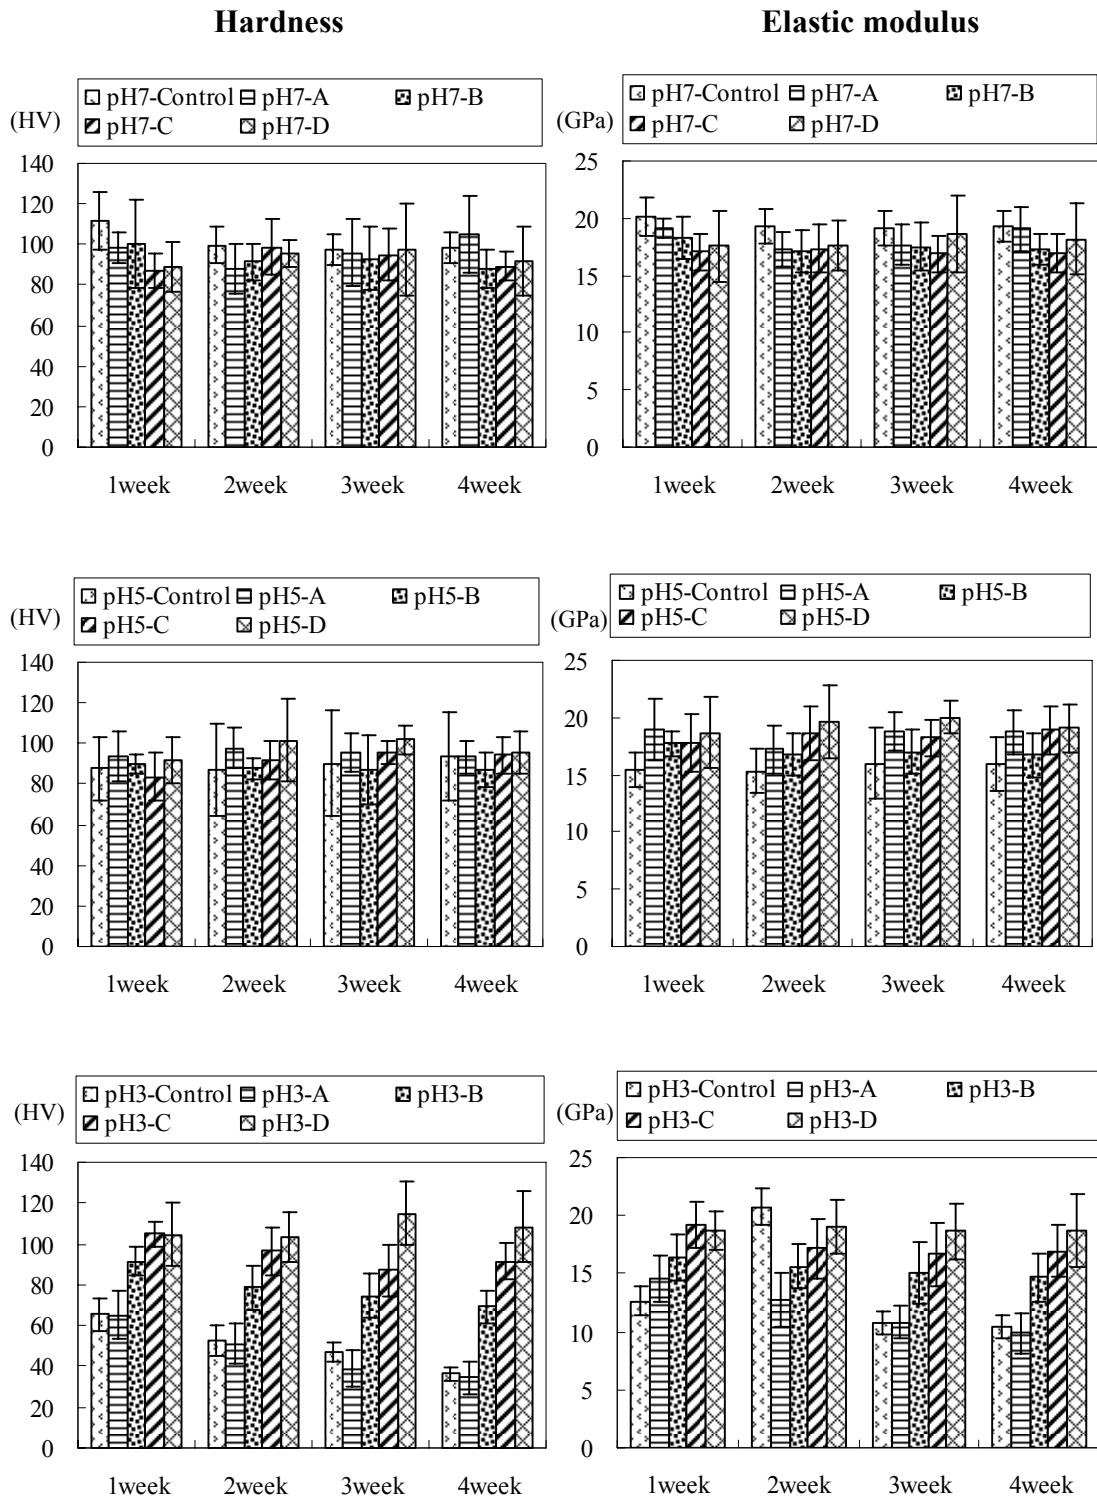 Hardness
Elastic modulus
(HV)
pH7-Control pH7-A pH7-B
pH7-C pH7-D
140
120
100
80
60
40
20
0
1week 2week 3week 4week
(GPa)
pH7-Control pH7-A pH7-B
pH7-C pH7-D
25
20
15
10
5
0
1week 2week 3week 4week
(HV)
pH5-Control pH5-A pH5-B
pH5-C pH5-D
140
120
100
80
60
40
20
0
1week 2week 3week 4week
(GPa)
pH5-Control pH5-A pH5-B
pH5-C pH5-D
25
20
15
10
5
0
1week 2week 3week 4week
(HV)
pH3-Control pH3-A pH3-B
pH3-C pH3-D
140
120
100
80
60
40
20
0
1week 2week 3week 4week
(GPa)
pH3-Control pH3-A pH3-B
pH3-C pH3-D
25
20
15
10
5
0
1week 2week 3week 4week